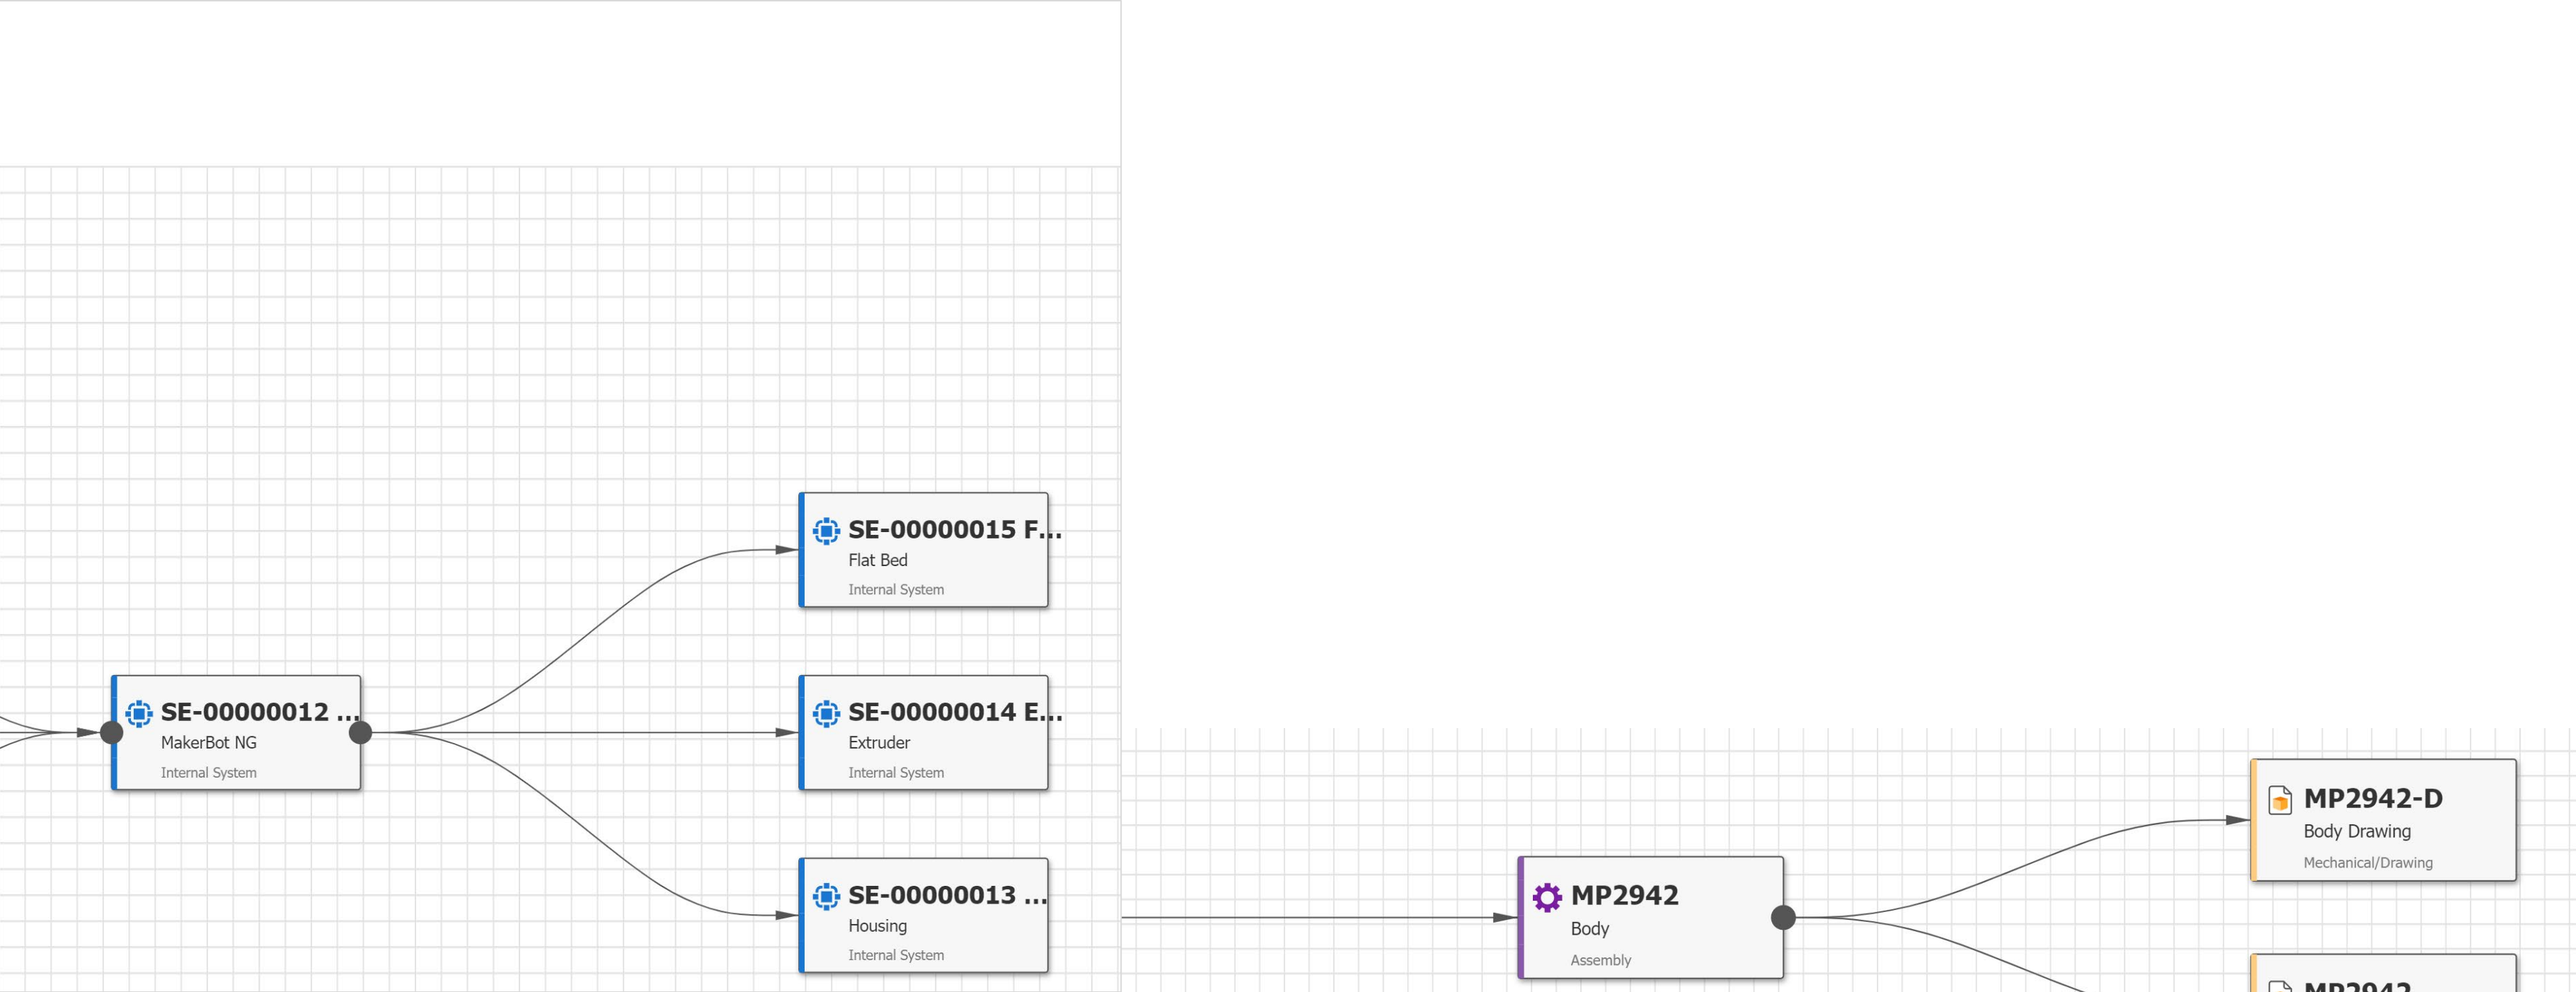 SE-00000015 F...
Flat Bed
Internal System
SE-00000012 ...
MakerBot NG
Internal System
SE-00000014 E...
Extruder
Internal System
SE-00000013 ...
Housing
Internal System
MP2942
Body
Assembly
MP2942-D
Body Drawing
Mechanical/Drawing
MP2942